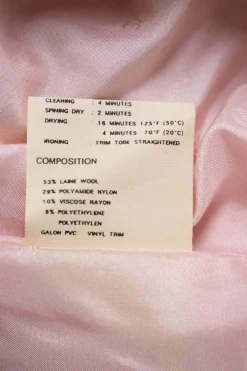 CLEANING : 4 MINUTES
SPINING DRY : 2 MINUTES
DRYING : 16 MINUTES 125°F (50°C)
4 MINUTES 70°F (20°C)
IRONING : TRIM TOBE STRAIGHTENED
COMPOSITION
53% LAINE WOOL
29% POLYAMIDE NYLON
10% VISCOSE RAYON
8% POLYETHYLENE
POLYETHYLEN
GALON PVC VINYL TRIM